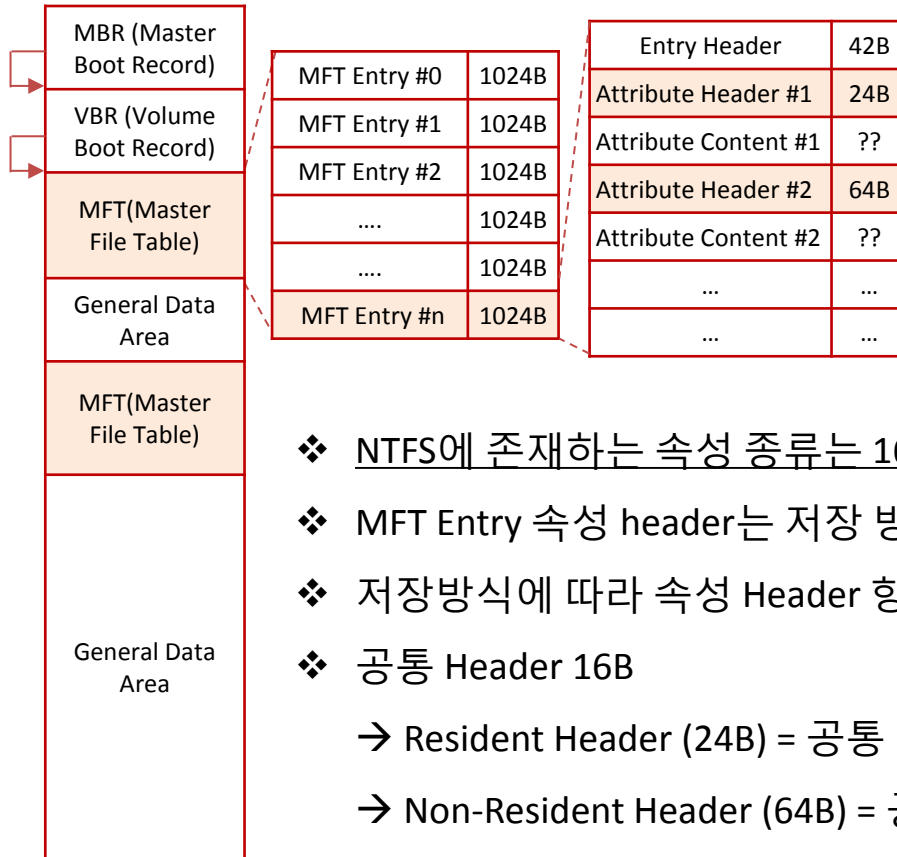 MBR (Master
Boot Record)
VBR (Volume
Boot Record)
MFT(Master
File Table)
General Data
Area
MFT(Master
File Table)
General Data
Area
MFT Entry #0 1024B
MFT Entry #1 1024B
MFT Entry #2 1024B
.... 1024B
.... 1024B
MFT Entry #n 1024B
Entry Header 42B
Attribute Header #1 24B
Attribute Content #1 ??
Attribute Header #2 64B
Attribute Content #2 ??
... ...
... ...
❖ NTFS에 존재하는 속성 종류는 1
❖ MFT Entry 속성 header는 저장
❖ 저장방식에 따라 속성 Header
❖ 공통 Header 16B
→ Resident Header (24B) = 공통
→ Non-Resident Header (64B) =